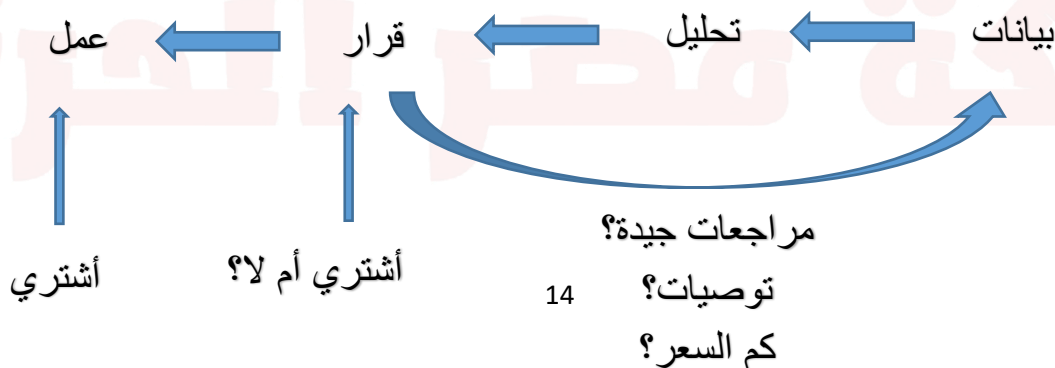 بيانات تحليل قرار عمل
مراجعات جيدة؟
أشتري أم لا؟ أشتري
توصيات؟
14
كم السعر؟